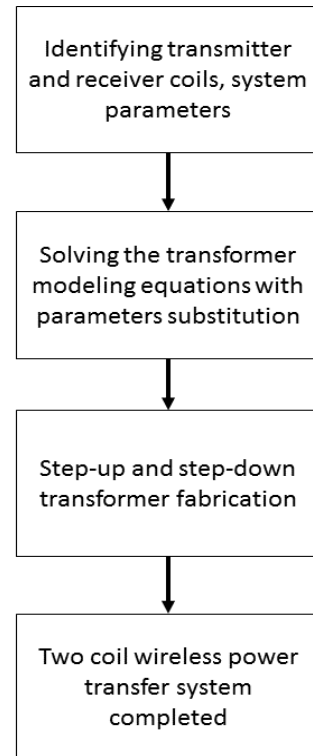 Identifying transmitter
and receiver coils, system
parameters
Solving the transformer
modeling equations with
parameters substitution
Step-up and step-down
transformer fabrication
Two coil wireless power
transfer system
completed